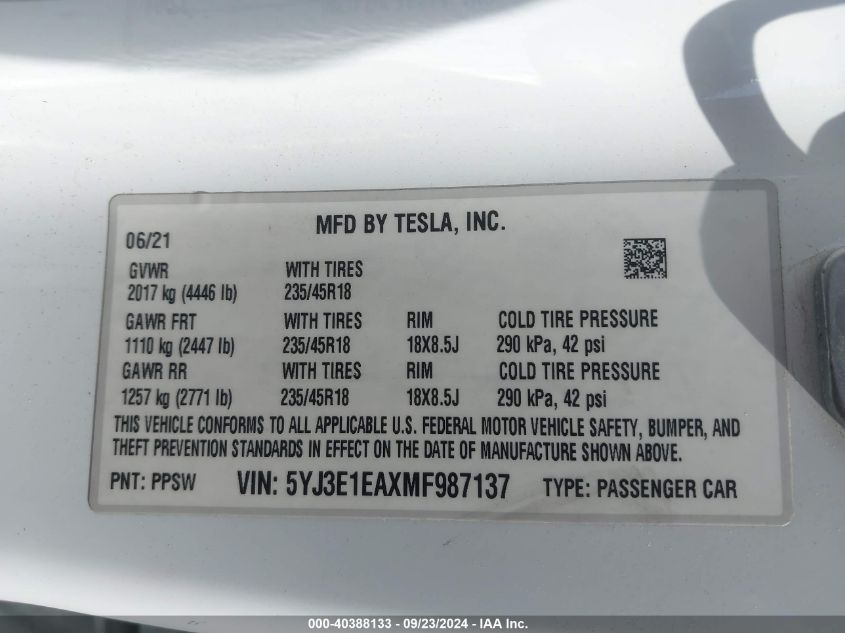 MFD BY TESLA, INC.
06/21
GVWR WITH TIRES
2017 kg (4446 lb) 235/45R18
GAWR FRT WITH TIRES RIM COLD TIRE PRESSURE
1110 kg (2447 lb) 235/45R18 18X8.5J 290 kPa, 42 psi
GAWR RR WITH TIRES RIM COLD TIRE PRESSURE
1257 kg (2771 lb) 235/45R18 18X8.5J 290 kPa, 42 psi
THIS VEHICLE CONFORMS TO ALL APPLICABLE U.S. FEDERAL MOTOR VEHICLE SAFETY, BUMPER, AND
THEFT PREVENTION STANDARDS IN EFFECT ON THE DATE OF MANUFACTURE SHOWN ABOVE.
PNT: PPSW VIN: 5YJ3E1EAXMF987137 TYPE: PASSENGER CAR
000-40388133 - 09/23/2024 - IAA Inc.